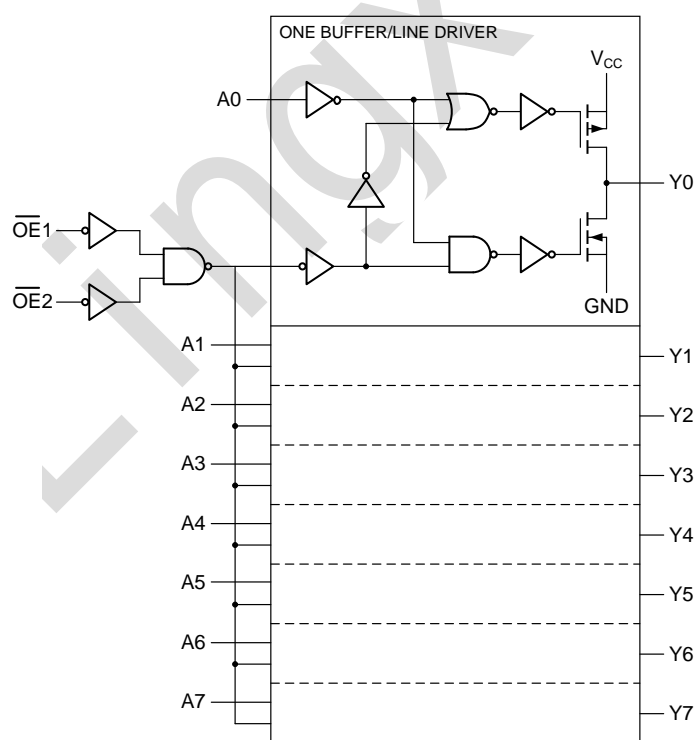 ONE BUFFER/LINE DRIVER
VCC
A0
Y0
OE1
OE2
GND
A1
Y1
A2
Y2
A3
Y3
A4
Y4
A5
Y5
A6
Y6
A7
Y7
Lingx